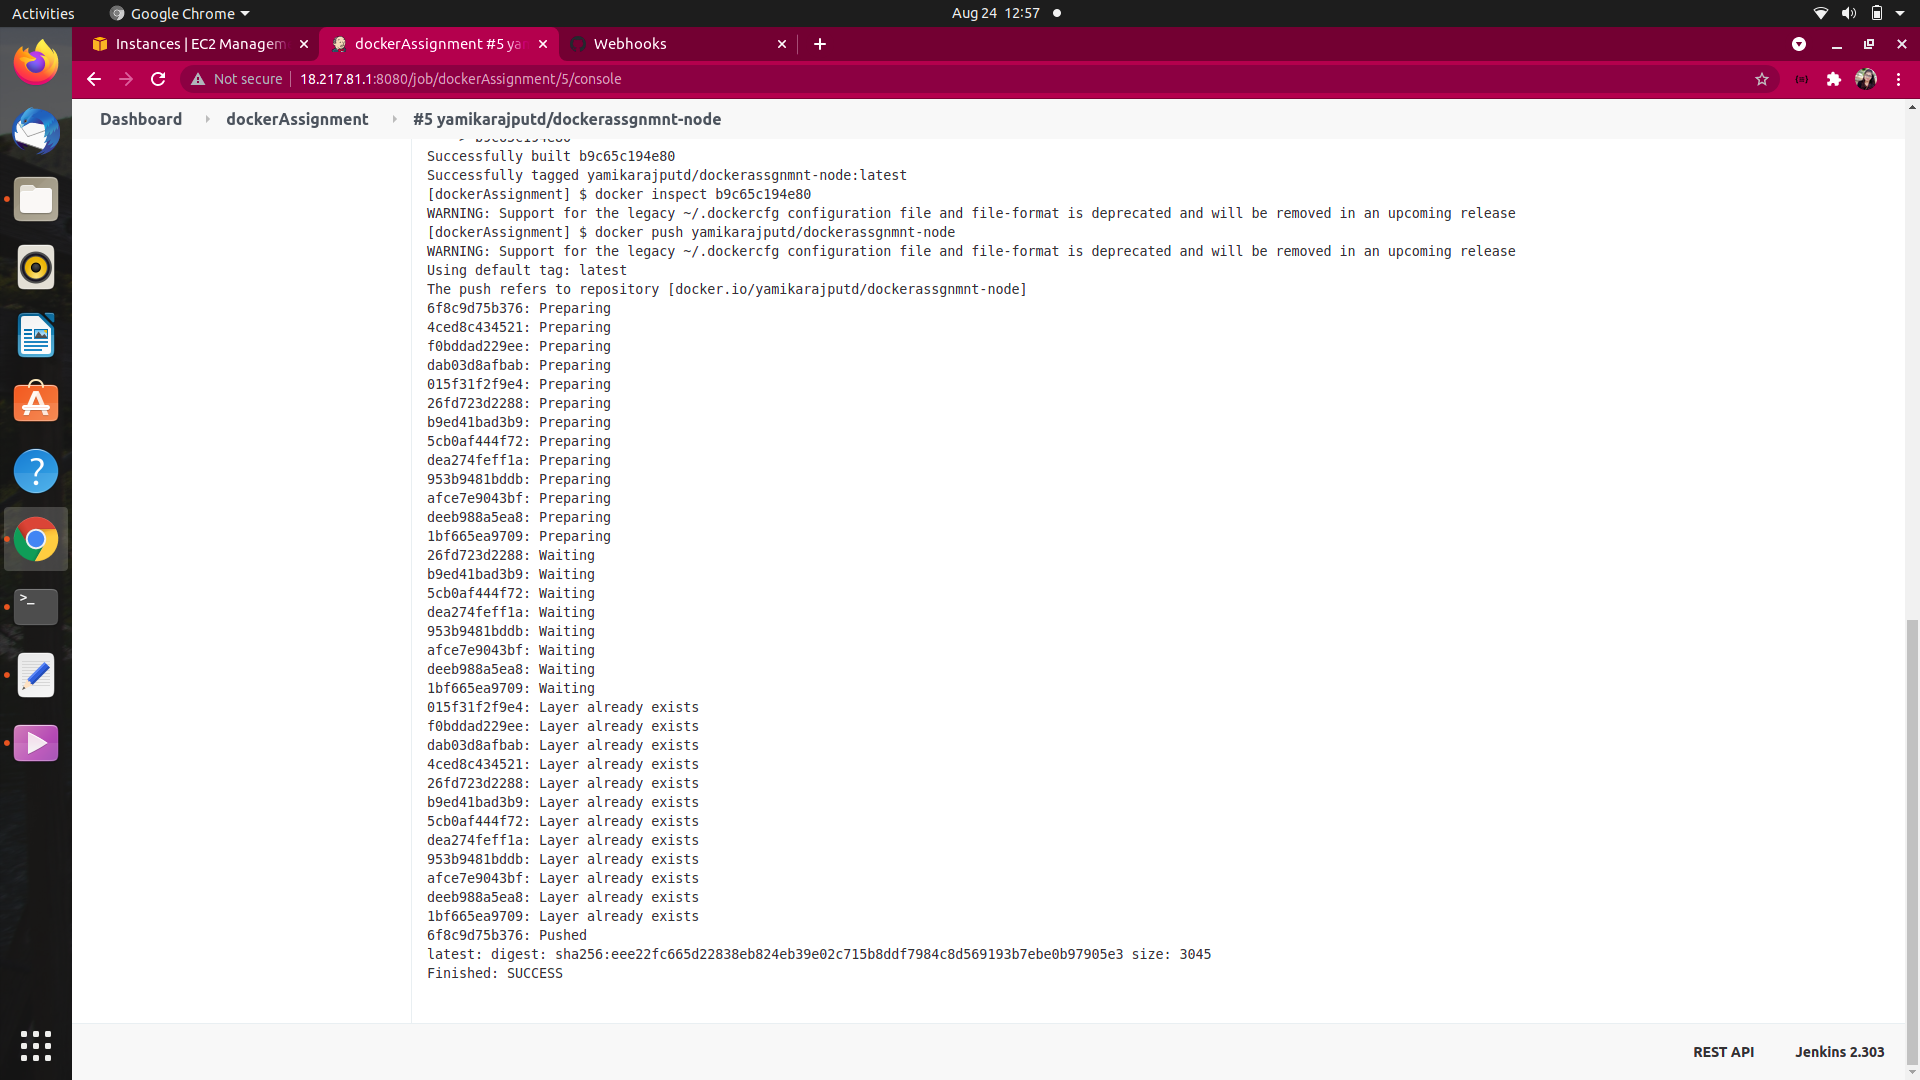 Activities
Google Chrome
Aug 24 12:57
Instances | EC2 Managem
dockerAssignment #5 ya
Webhooks
Not secure
18.217.81.1:8080/job/dockerAssignment/5/console
Dashboard
dockerAssignment
#5 yamikarajputd/dockerassgnmnt-node
Successfully built b9c65c194e80
Successfully tagged yamikarajputd/dockerassgnmnt-node:latest
[dockerAssignment] $ docker inspect b9c65c194e80
WARNING: Support for the legacy ~/.dockercfg configuration file and file-format is deprecated and will be removed in an upcoming release
[dockerAssignment] $ docker push yamikarajputd/dockerassgnmnt-node
WARNING: Support for the legacy ~/.dockercfg configuration file and file-format is deprecated and will be removed in an upcoming release
Using default tag: latest
The push refers to repository [docker.io/yamikarajputd/dockerassgnmnt-node]
6f8c9d75b376: Preparing
4ced8c434521: Preparing
f0bddad229ee: Preparing
dab03d8afbab: Preparing
015f31f2f9e4: Preparing
26fd723d2288: Preparing
b9ed41bad3b9: Preparing
5cb0af444f72: Preparing
dea274feff1a: Preparing
953b9481bddb: Preparing
afce7e9043bf: Preparing
deeb988a5ea8: Preparing
1bf665ea9709: Preparing
26fd723d2288: Waiting
b9ed41bad3b9: Waiting
5cb0af444f72: Waiting
dea274feff1a: Waiting
953b9481bddb: Waiting
afce7e9043bf: Waiting
deeb988a5ea8: Waiting
1bf665ea9709: Waiting
015f31f2f9e4: Layer already exists
f0bddad229ee: Layer already exists
dab03d8afbab: Layer already exists
4ced8c434521: Layer already exists
26fd723d2288: Layer already exists
b9ed41bad3b9: Layer already exists
5cb0af444f72: Layer already exists
dea274feff1a: Layer already exists
953b9481bddb: Layer already exists
afce7e9043bf: Layer already exists
deeb988a5ea8: Layer already exists
1bf665ea9709: Layer already exists
6f8c9d75b376: Pushed
latest: digest: sha256:eee22fc665d22838eb824eb39e02c715b8ddf7984c8d569193b7ebe0b97905e3 size: 3045
Finished: SUCCESS
REST API
Jenkins 2.303